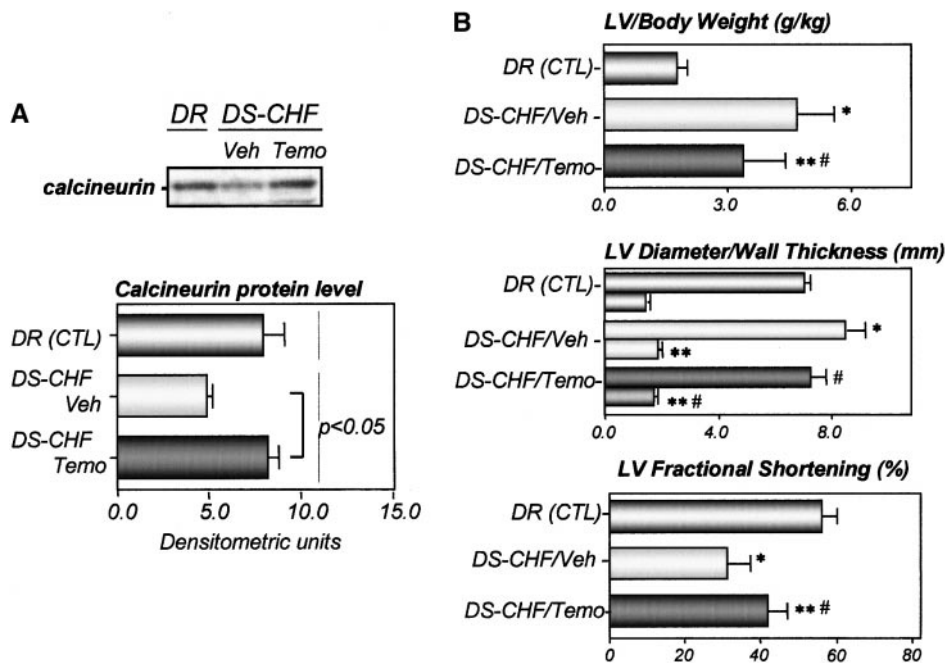 A
DR DS-CHF
Veh Temo
calcineurin
Calcineurin protein level
DR (CTL)
DS-CHF
Veh
DS-CHF
Temo
p<0.05
0.0 5.0 10.0 15.0
Densitometric units
B
LV/Body Weight (g/kg)
DR (CTL)
DS-CHF/Veh *
DS-CHF/Temo ** #
0.0 3.0 6.0
LV Diameter/Wall Thickness (mm)
DR (CTL)
DS-CHF/Veh *
**
DS-CHF/Temo #
** #
0.0 4.0 8.0
LV Fractional Shortening (%)
DR (CTL)
DS-CHF/Veh *
DS-CHF/Temo ** #
0 20 40 60 80